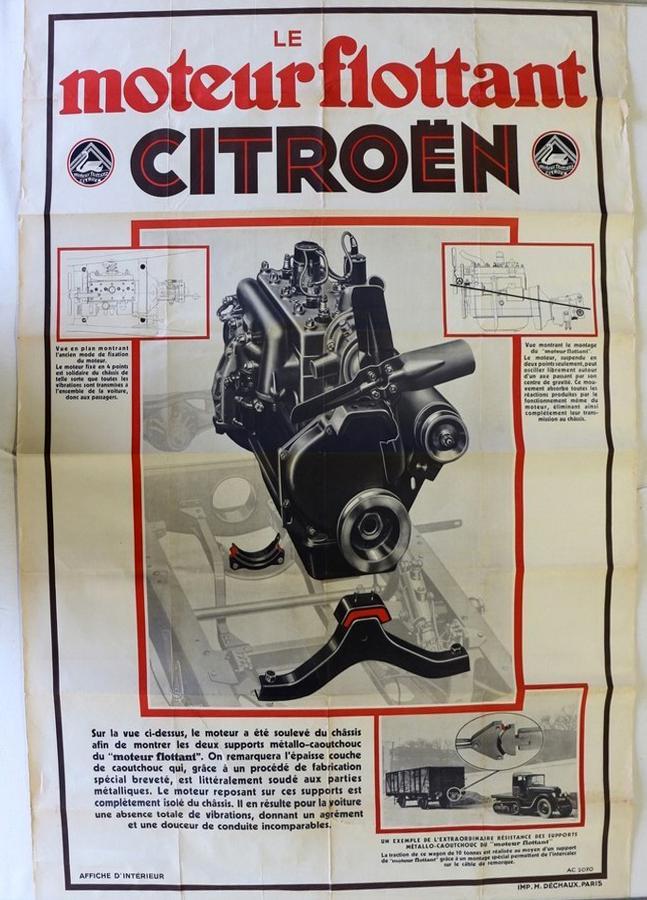 LE
moteur flottant
CITROËN
moteur flottant
CITROËN
moteur flottant
CITROËN
Vue en plan montrant
l'ancien mode de fixation
du moteur.
Le moteur fixé en 4 points
est solidaire du châssis de
telle sorte que toutes les
vibrations sont transmises à
l'ensemble de la voiture,
donc aux passagers.
Vue montrant le montage
du "moteur flottant".
Le moteur, suspendu en
deux points seulement, peut
osciller librement autour
d'un axe passant par son
centre de gravité. Ce mou-
vement absorbe toutes les
réactions produites par le
fonctionnement même du
moteur, éliminant ainsi
complètement leur trans-
mission au châssis.
Sur la vue ci-dessus, le moteur a été soulevé du châssis
afin de montrer les deux supports métallo-caoutchouc
du "moteur flottant". On remarquera l'épaisse couche
de caoutchouc qui, grâce à un procédé de fabrication
spécial breveté, est littéralement soudé aux parties
métalliques. Le moteur reposant sur ces supports est
complètement isolé du châssis. Il en résulte pour la voiture
une absence totale de vibrations, donnant un agrément
et une douceur de conduite incomparables.
UN EXEMPLE DE L'EXTRAORDINAIRE RÉSISTANCE DES SUPPORTS
MÉTALLO-CAOUTCHOUC DU "moteur flottant"
La traction de ce wagon de 10 tonnes est réalisée au moyen d'un support
de "moteur flottant" grâce à un montage spécial permettant de l'intercaler
sur le câble de remorque.
AFFICHE D'INTÉRIEUR
AC 5070
IMP. H. DÉCHAUX, PARIS